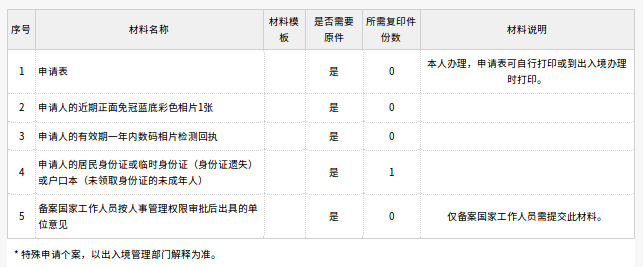 序号 材料名称 材料模板 是否需要原件 所需复印件份数 材料说明
1 申请表 是 0 本人办理，申请表可自行打印或到出入境办理时打印。
2 申请人的近期正面免冠蓝底彩色相片1张 是 0
3 申请人的有效期一年内数码相片检测回执 是 0
4 申请人的居民身份证或临时身份证（身份证遗失）
或户口本（未领取身份证的未成年人） 是 1
5 备案国家工作人员按人事管理权限审批后出具的单
位意见 是 0 仅备案国家工作人员需提交此材料。
* 特殊申请个案，以出入境管理部门解释为准。